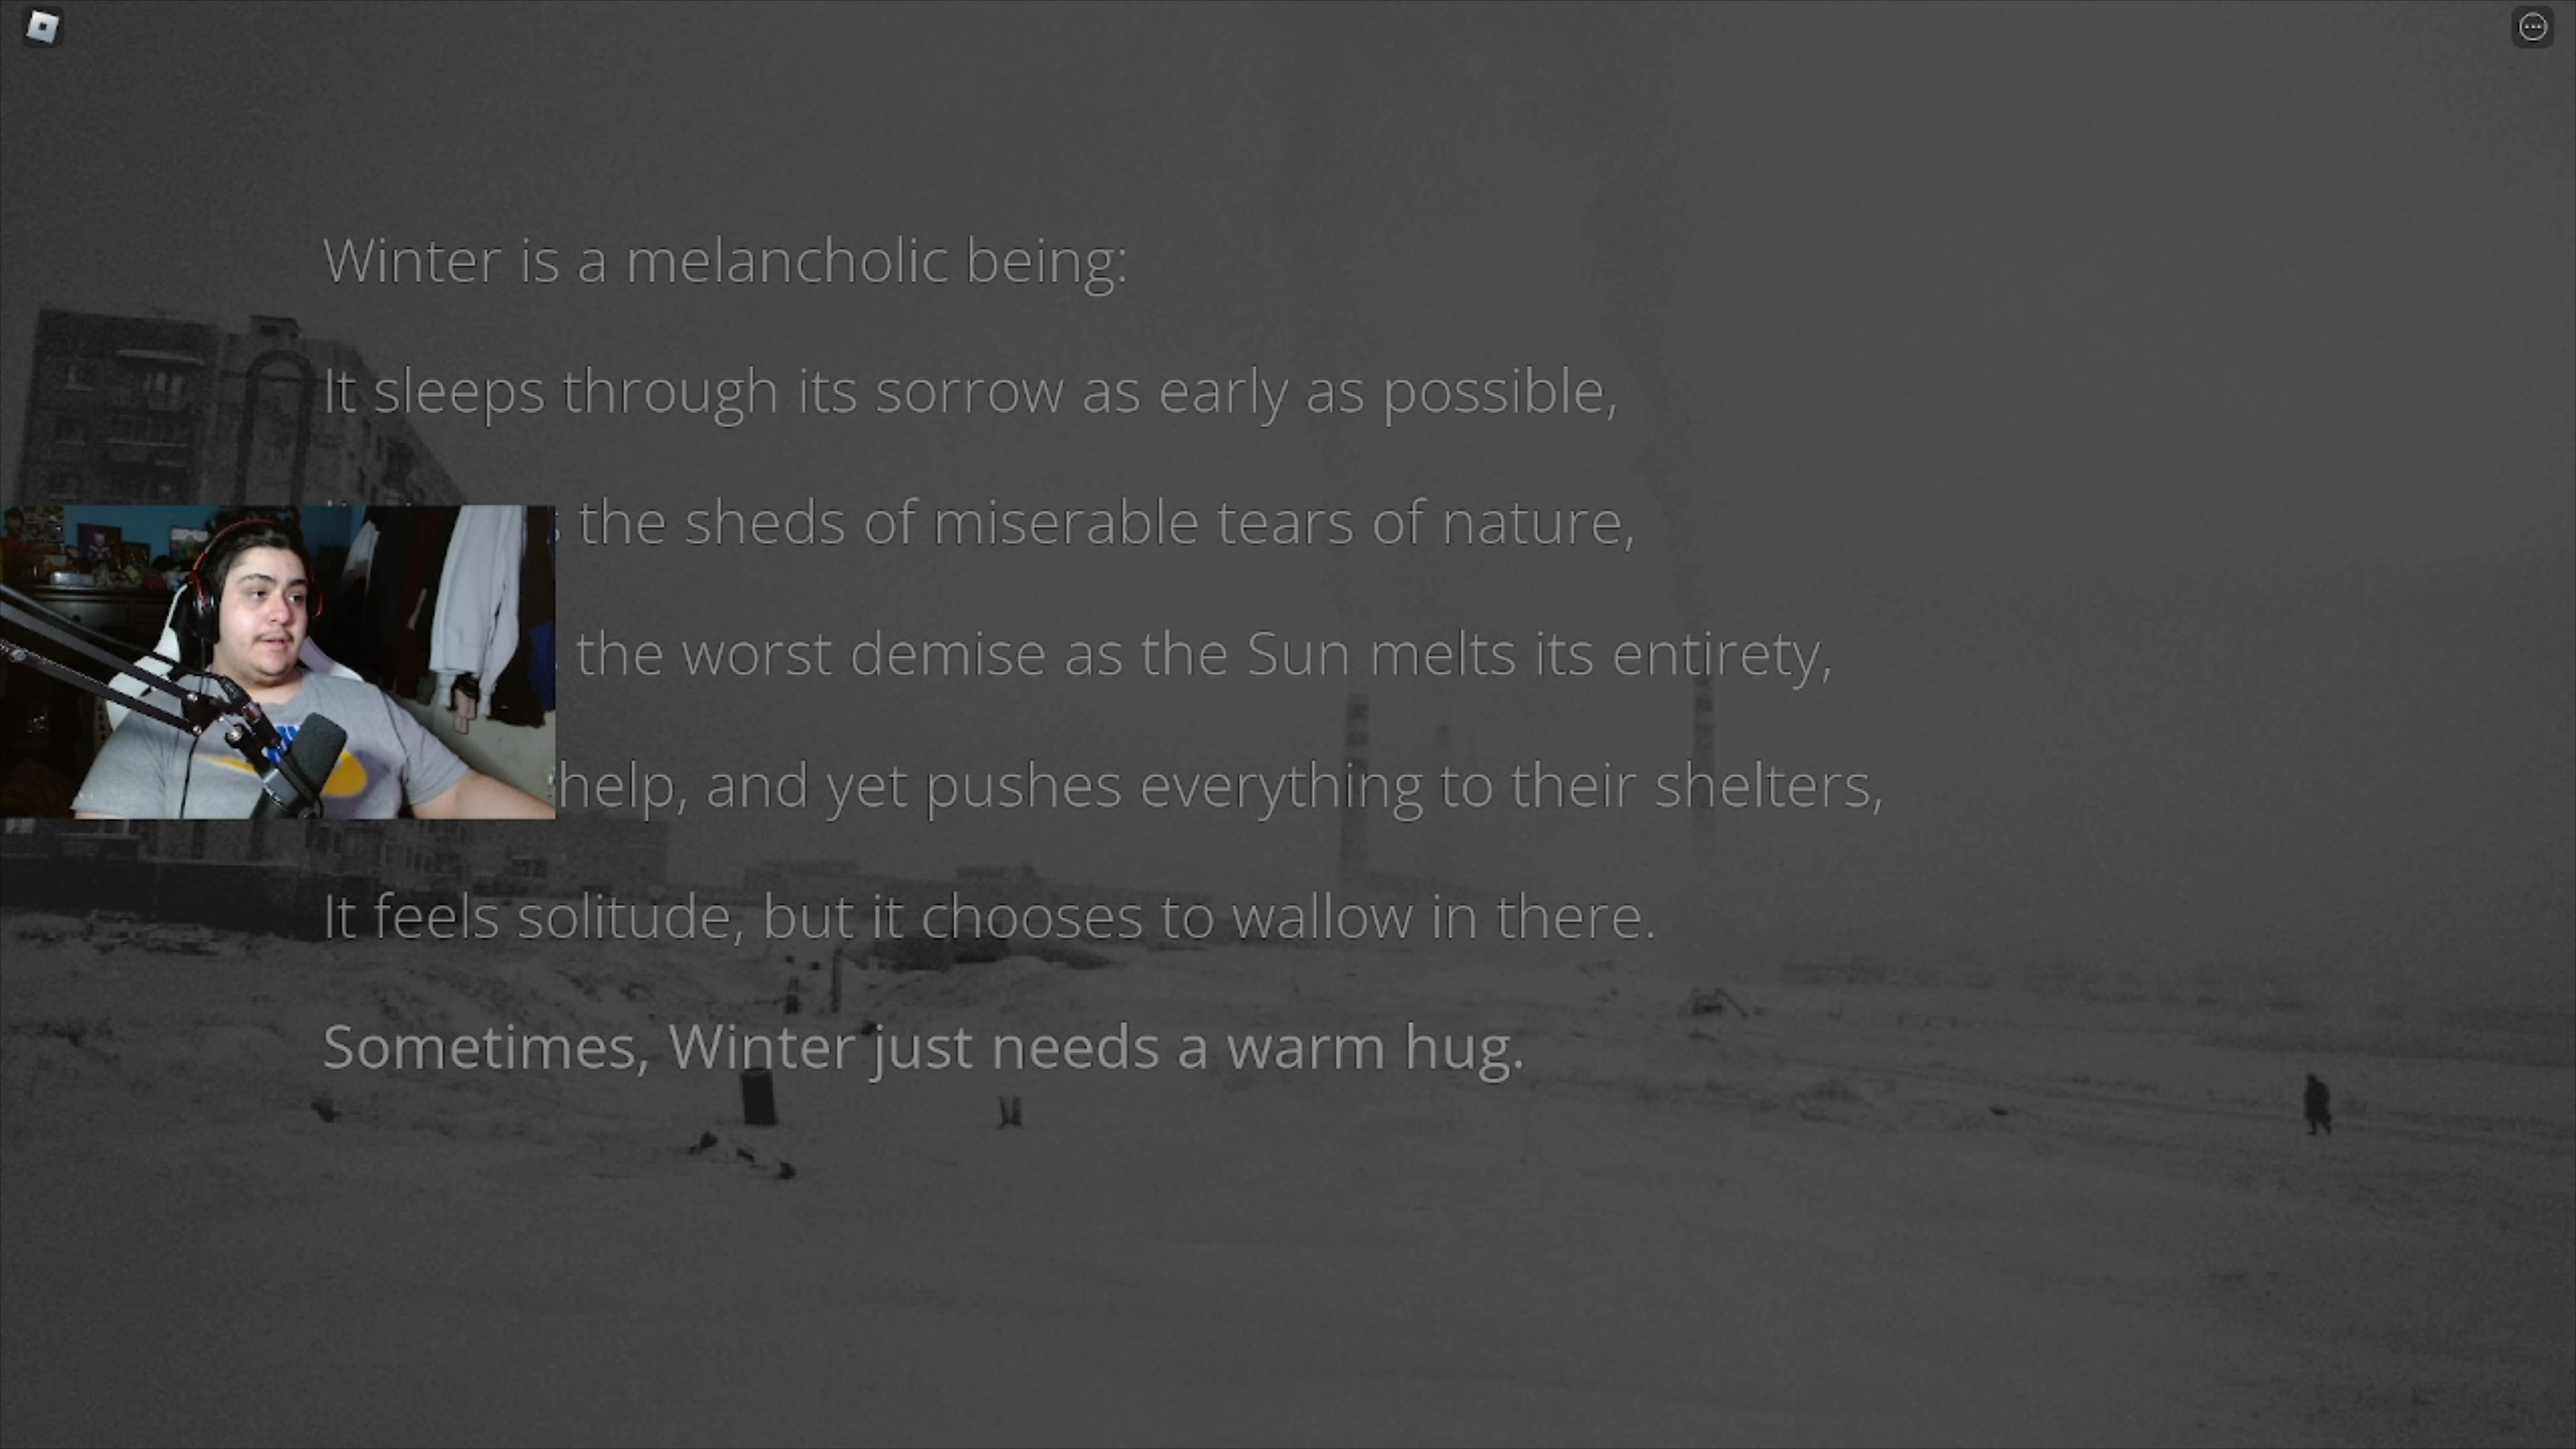 Winter is a melancholic being:
It sleeps through its sorrow as early as possible,
the sheds of miserable tears of nature,
the worst demise as the Sun melts its entirety,
help, and yet pushes everything to their shelters,
It feels solitude, but it chooses to wallow in there.
Sometimes, Winter just needs a warm hug.